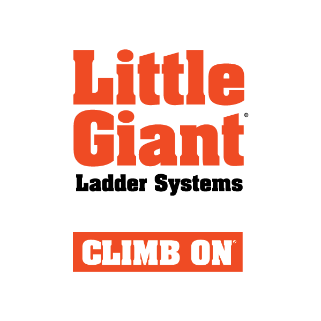 Little
Giant®
Ladder Systems
CLIMB ON®